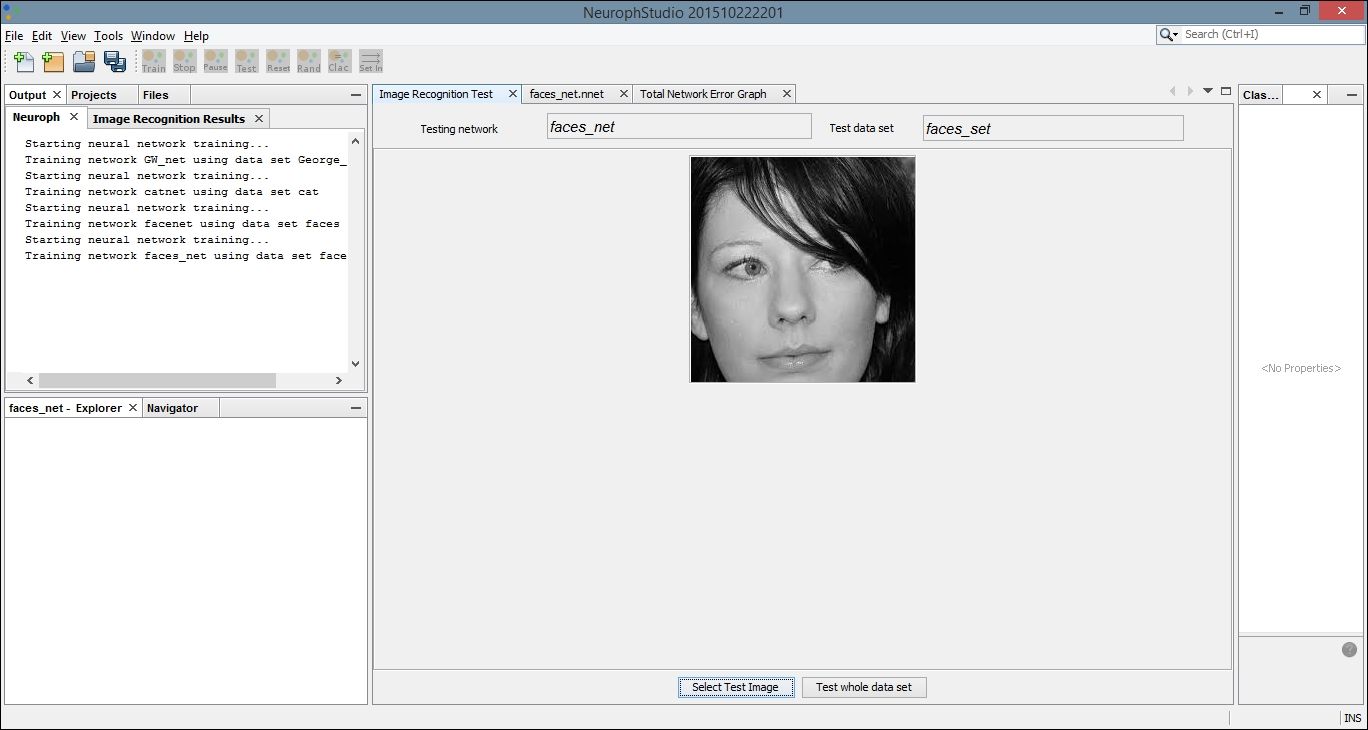 NeurophStudio 201510222201
File Edit View Tools Window Help
Search (Ctrl+I)
Train Stop Pause Test Reset Rand Clac Set In
Output Projects Files
Neuroph Image Recognition Results
Starting neural network training...
Training network GW_net using data set George_
Starting neural network training...
Training network catnet using data set cat
Starting neural network training...
Training network facenet using data set faces
Starting neural network training...
Training network faces_net using data set face
faces_net - Explorer Navigator
Image Recognition Test faces_net.nnet Total Network Error Graph
Testing network faces_net Test data set faces_set
Select Test Image Test whole data set
Clas...
<No Properties>
?
INS